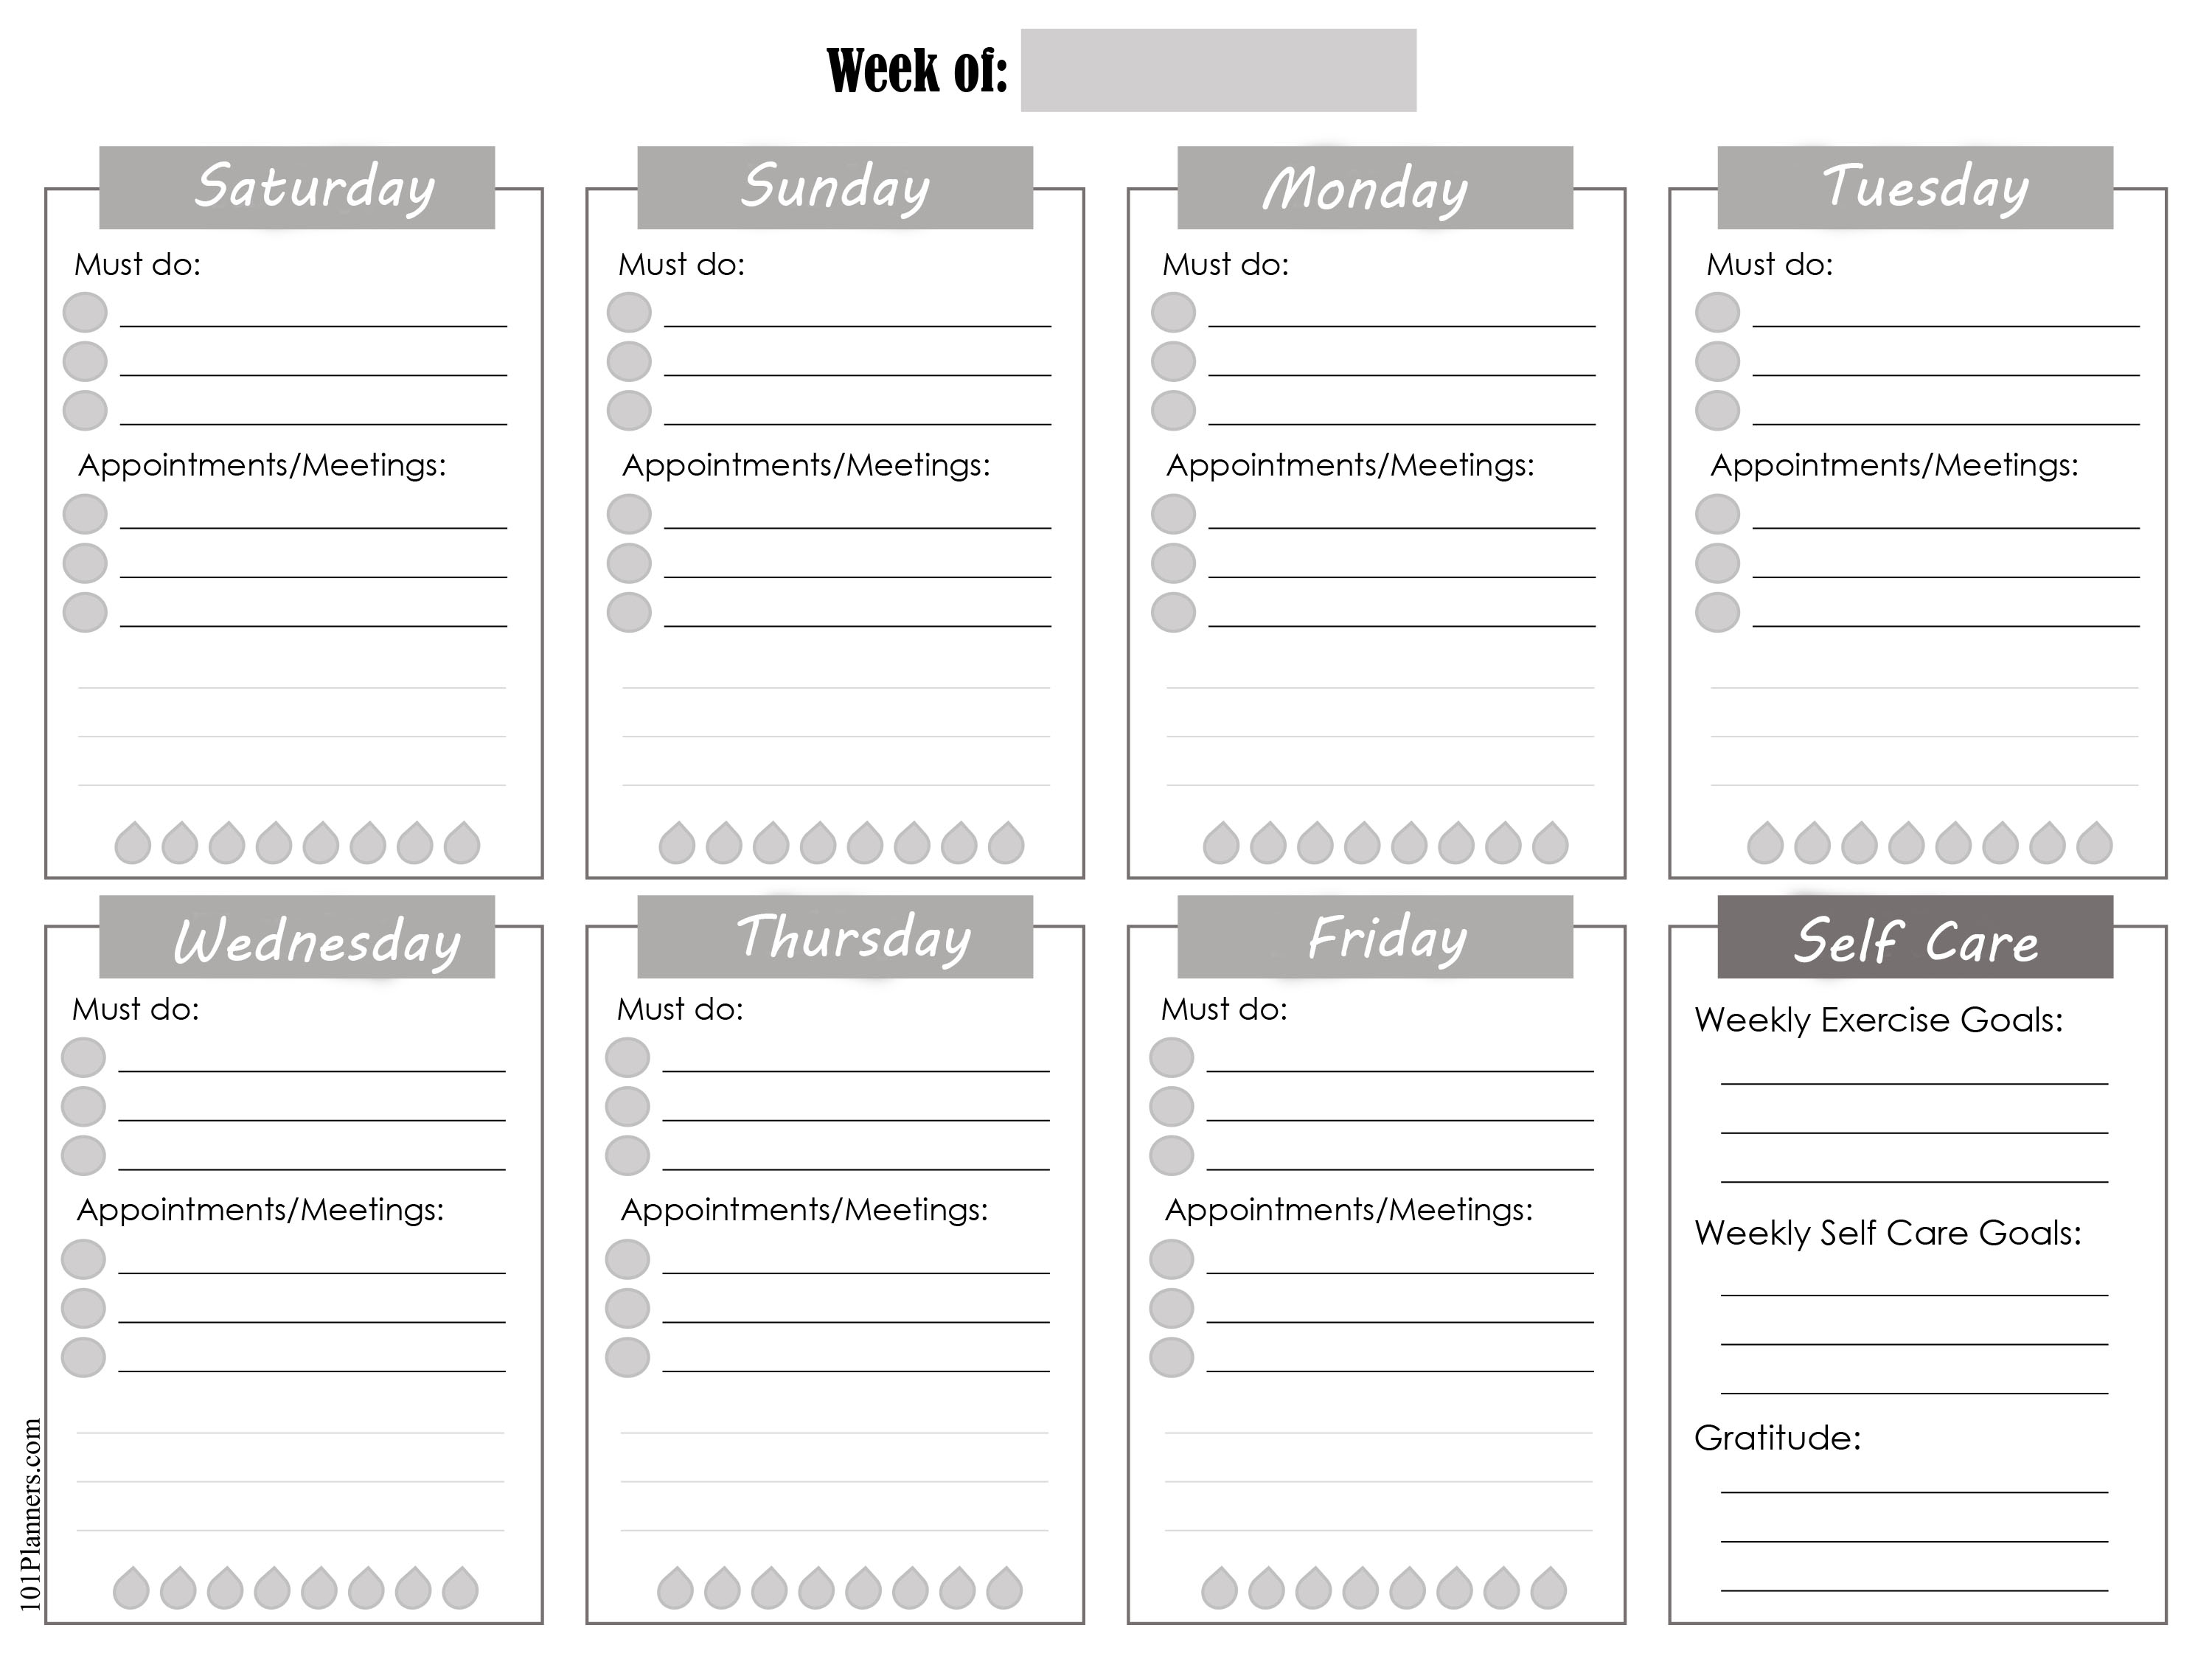 Week of:
Saturday
Must do:
Appointments/Meetings:
Sunday
Must do:
Appointments/Meetings:
Monday
Must do:
Appointments/Meetings:
Tuesday
Must do:
Appointments/Meetings:
Wednesday
Must do:
Appointments/Meetings:
Thursday
Must do:
Appointments/Meetings:
Friday
Must do:
Appointments/Meetings:
Self Care
Weekly Exercise Goals:
Weekly Self Care Goals:
Gratitude:
101Planners.com